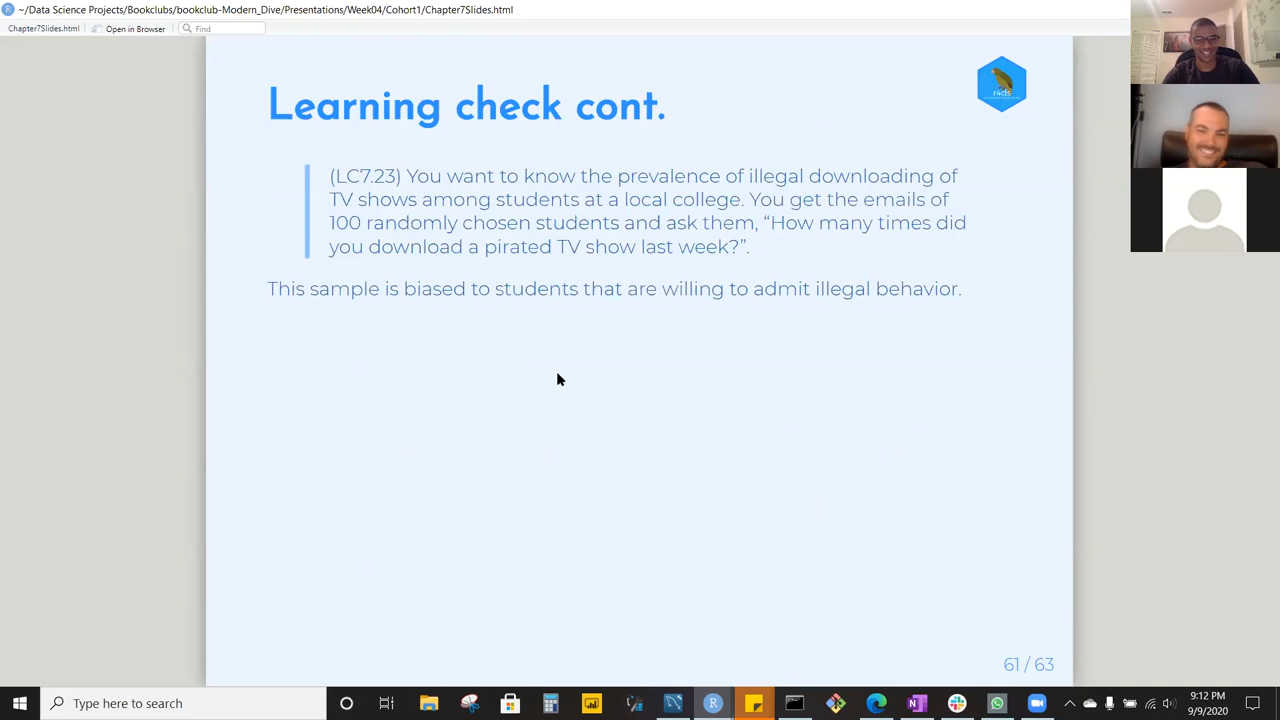 ~/Data Science Projects/Bookclubs/bookclub-Modern_Dive/Presentations/Week04/Cohort1/Chapter7Slides.html
Chapter7Slides.html
Open in Browser
Find
r4ds
Learning check cont.
(LC7.23) You want to know the prevalence of illegal downloading of
TV shows among students at a local college. You get the emails of
100 randomly chosen students and ask them, “How many times did
you download a pirated TV show last week?”.
This sample is biased to students that are willing to admit illegal behavior.
61 / 63
Type here to search
9:12 PM
9/9/2020